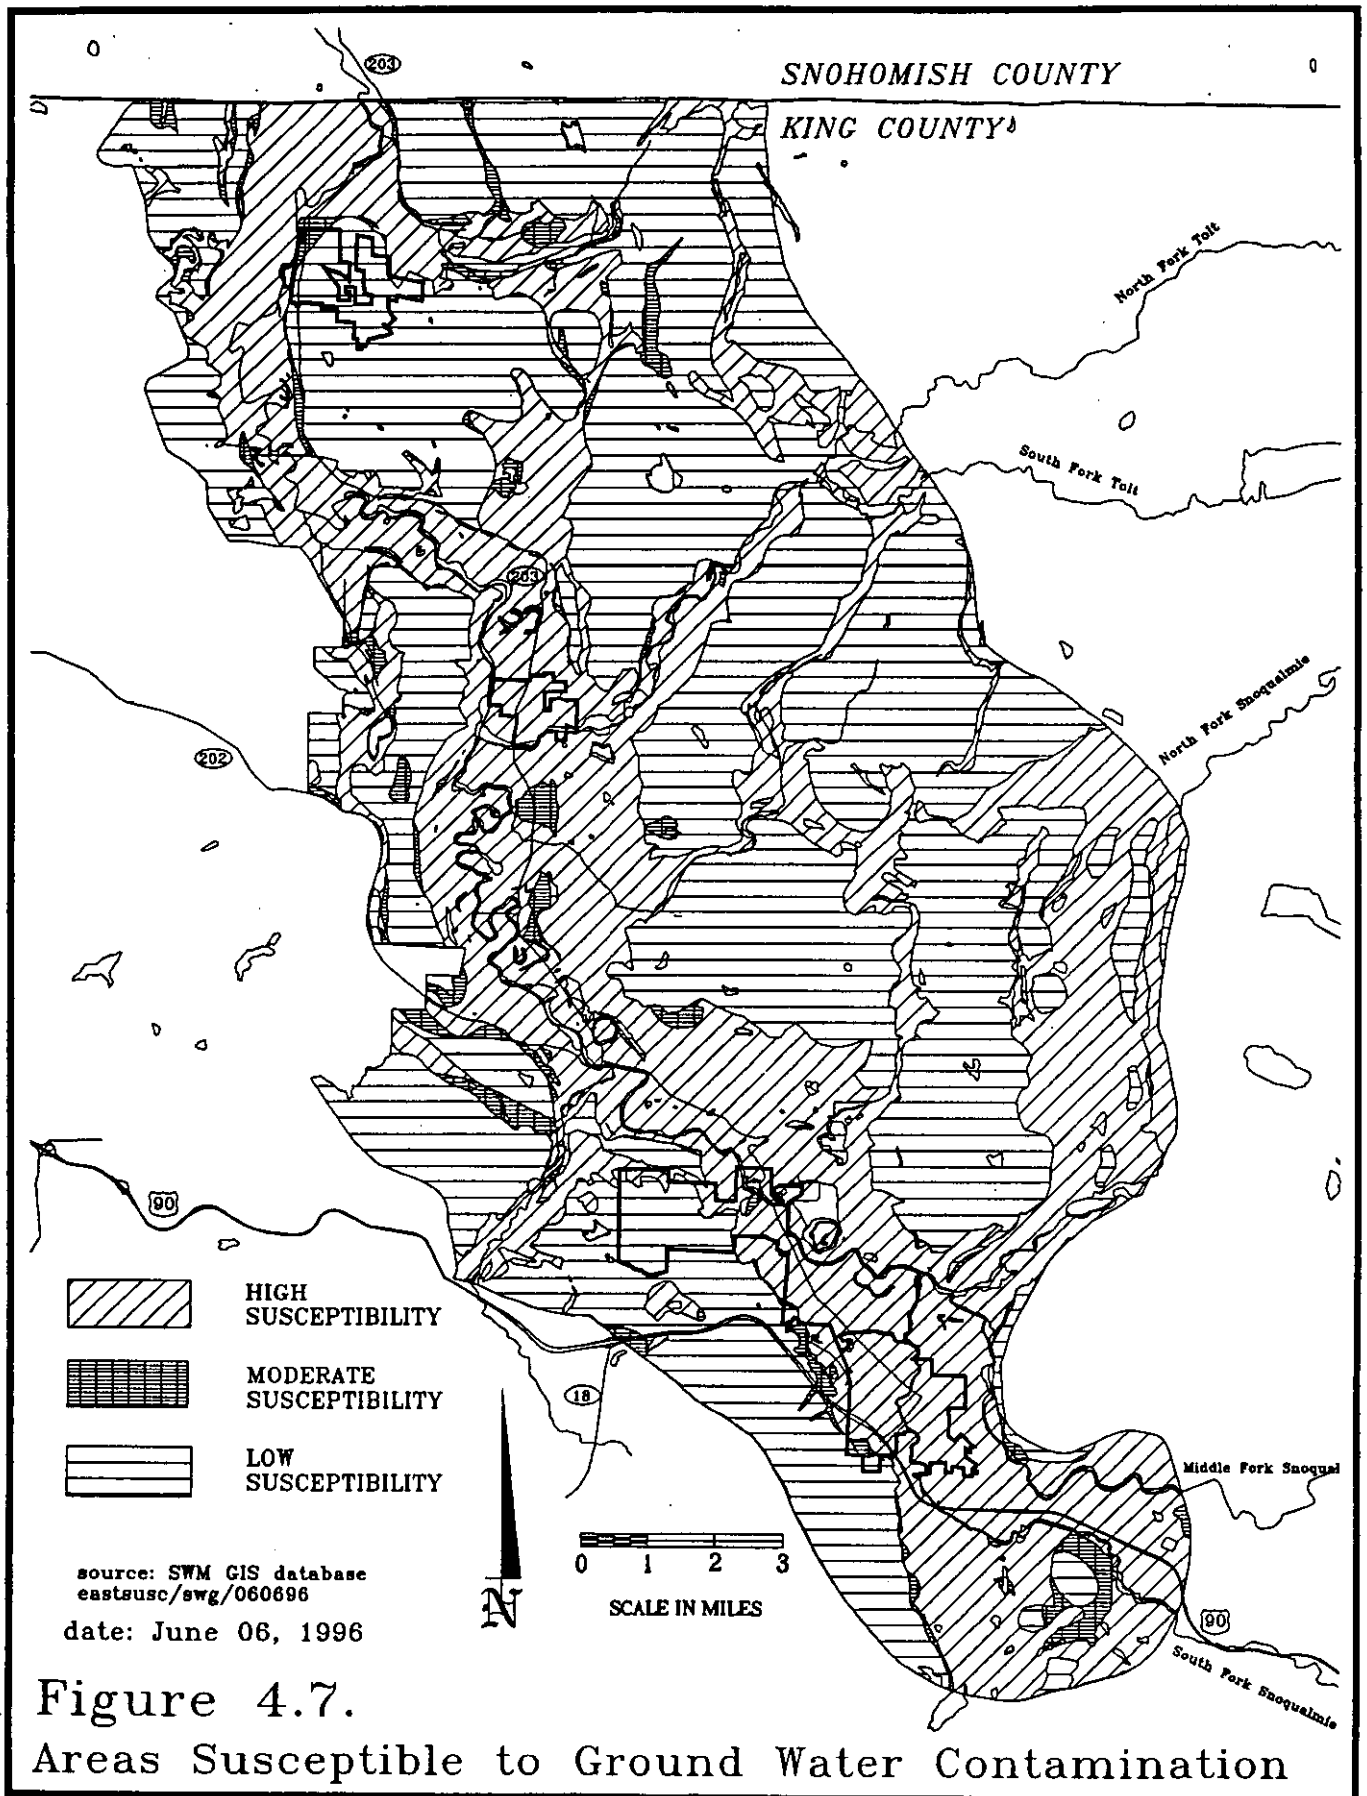 203
SNOHOMISH COUNTY
KING COUNTY
North Fork Tolt
South Fork Tolt
203
North Fork Snoqualmie
202
90
HIGH
SUSCEPTIBILITY
MODERATE
SUSCEPTIBILITY
LOW
SUSCEPTIBILITY
18
Middle Fork Snoqual
0 1 2 3
SCALE IN MILES
N
source: SWM GIS database
eastsusc/swg/060696
date: June 06, 1996
90
South Fork Snoqualmie
Figure 4.7.
Areas Susceptible to Ground Water Contamination